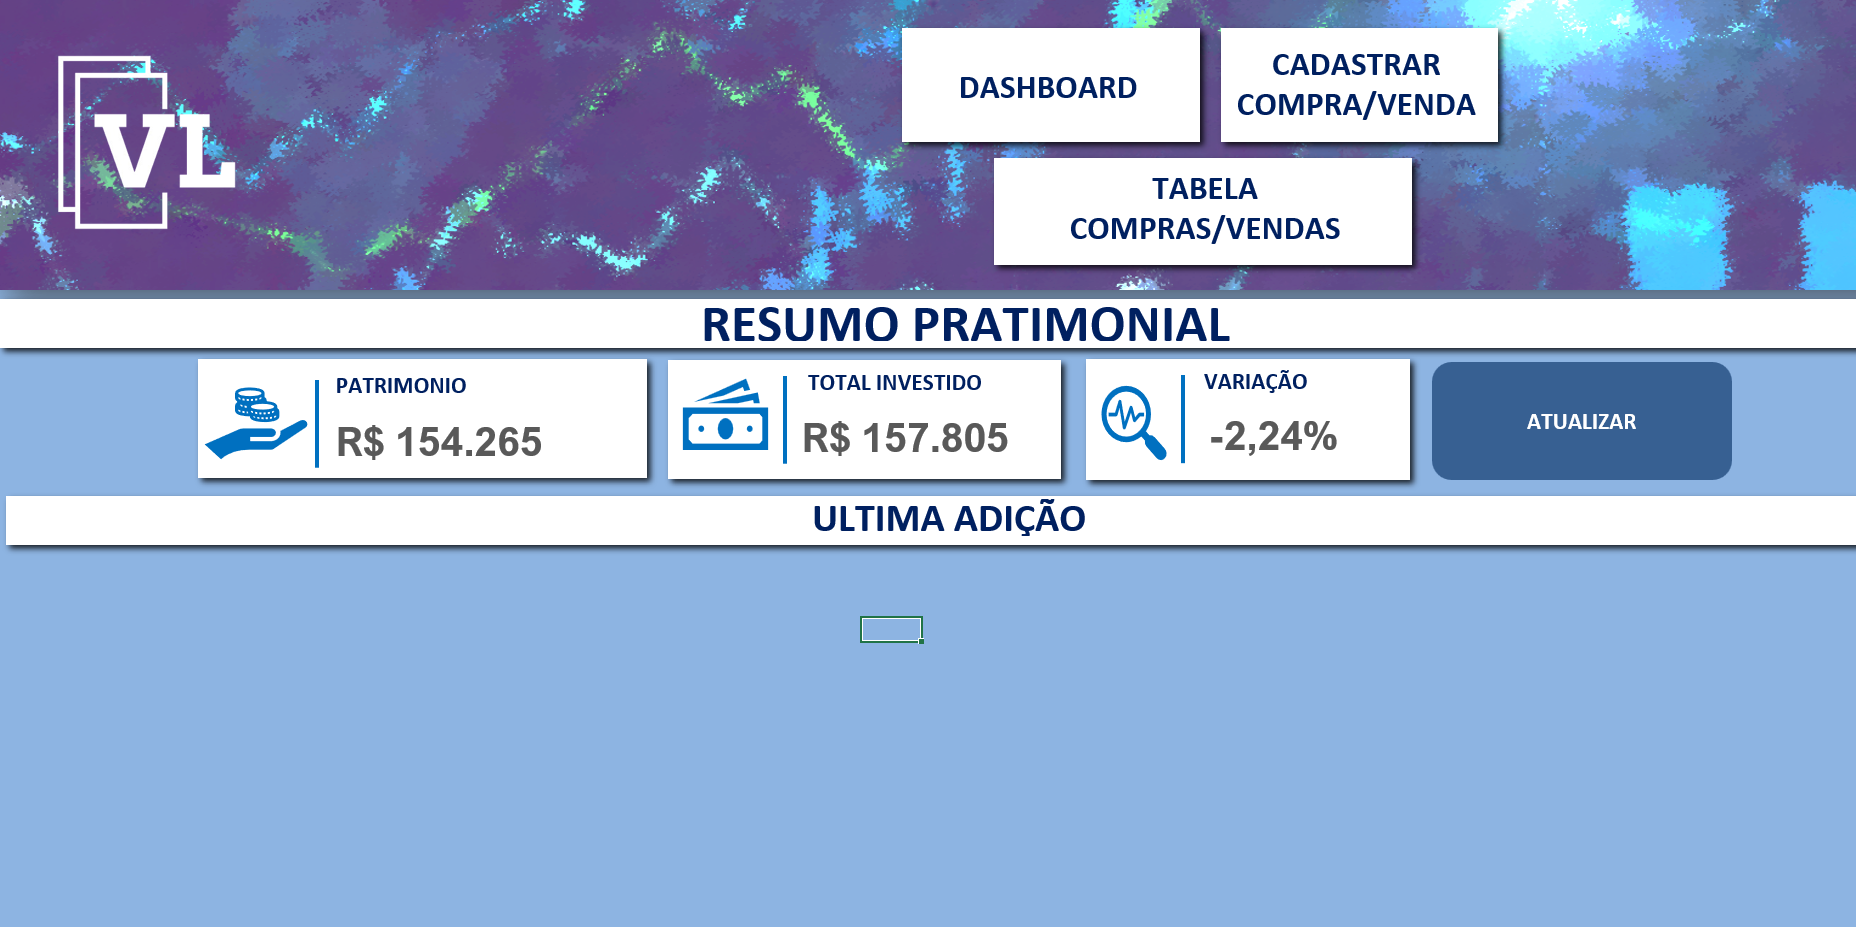 VL
DASHBOARD
CADASTRAR
COMPRA/VENDA
TABELA
COMPRAS/VENDAS
RESUMO PRATIMONIAL
PATRIMONIO
R$ 154.265
TOTAL INVESTIDO
R$ 157.805
VARIAÇÃO
-2,24%
ATUALIZAR
ULTIMA ADIÇÃO